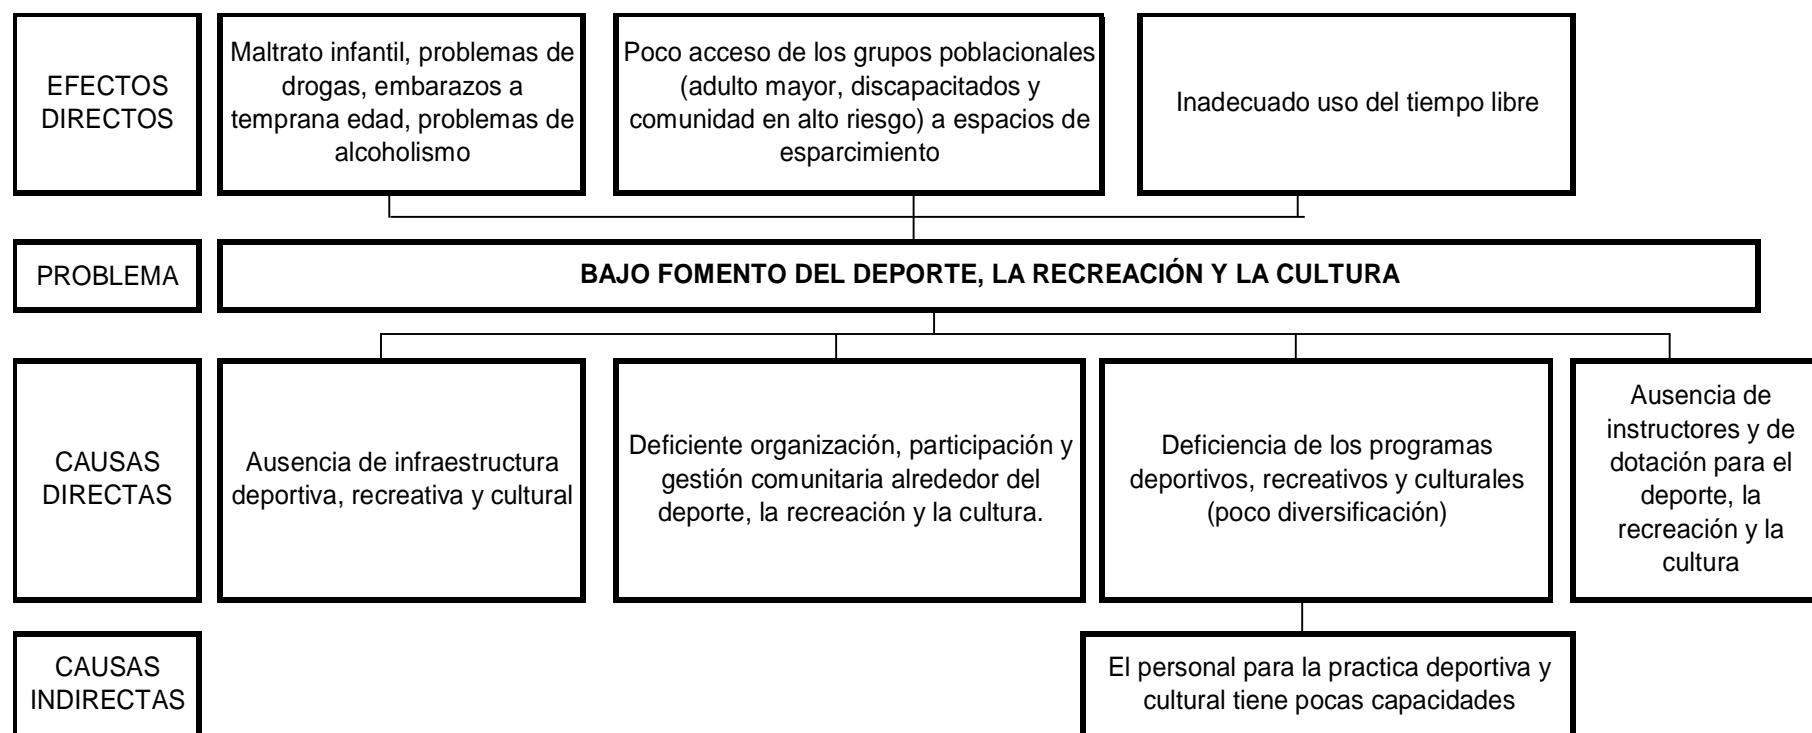 EFECTOS
DIRECTOS
Maltrato infantil, problemas de
drogas, embarazos a
temprana edad, problemas de
alcoholismo
Poco acceso de los grupos poblacionales
(adulto mayor, discapacitados y
comunidad en alto riesgo) a espacios de
esparcimiento
Inadecuado uso del tiempo libre
PROBLEMA
BAJO FOMENTO DEL DEPORTE, LA RECREACIÓN Y LA CULTURA
CAUSAS
DIRECTAS
Ausencia de infraestructura
deportiva, recreativa y cultural
Deficiente organización, participación y
gestión comunitaria alrededor del
deporte, la recreación y la cultura.
Deficiencia de los programas
deportivos, recreativos y culturales
(poco diversificación)
Ausencia de
instructores y de
dotación para el
deporte, la
recreación y la
cultura
CAUSAS
INDIRECTAS
El personal para la practica deportiva y
cultural tiene pocas capacidades